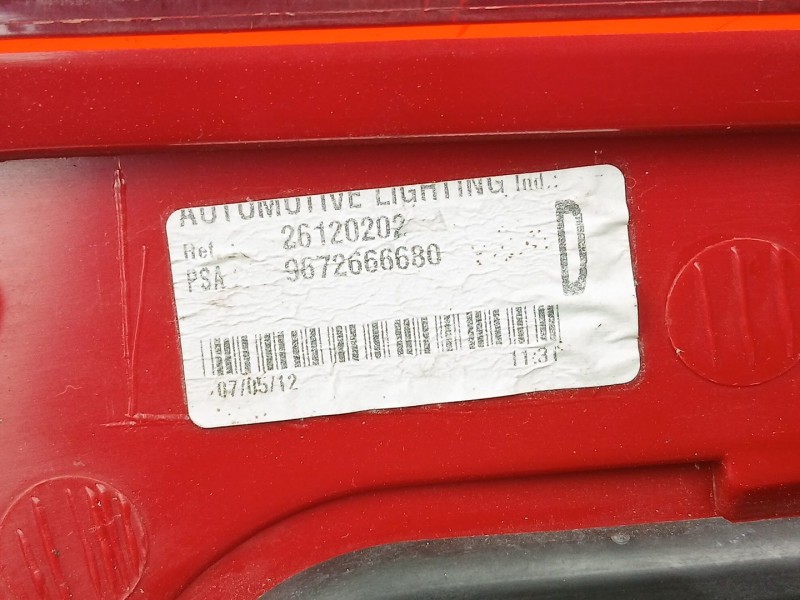 AUTOMOTIVE LIGHTING Ind.:
Ref : 26120202
PSA: 9672666680
D
07/05/12 11:31